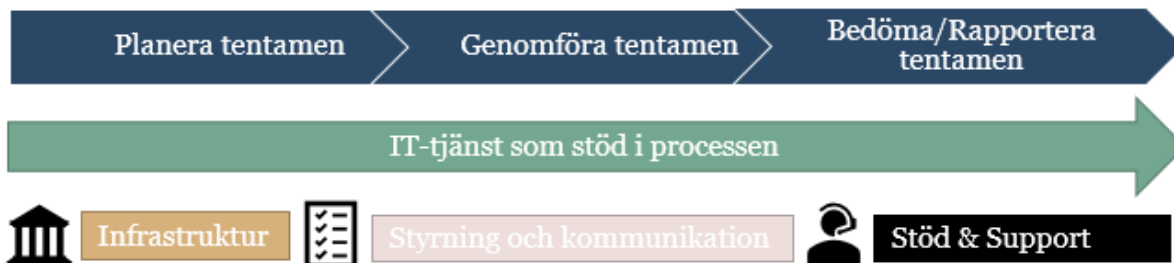 Planera tentamen
Genomföra tentamen
Bedöma/Rapportera
tentamen
IT-tjänst som stöd i processen
Infrastruktur
Styrning och kommunikation
Stöd & Support